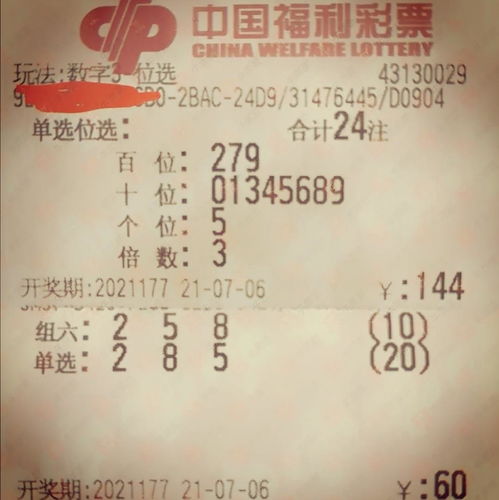 中国福利彩票
CHINA WELFARE LOTTERY
玩法:数字3 位选 43130029
-2BAC-24D9/31476445/D0904
单选位选: 合计24注
百 位: 279
十 位: 01345689
个 位: 5
倍 数: 3
开奖期:2021177 21-07-06 ¥:144
组六: 2 5 8 (10)
单选: 2 8 5 (20)
开奖期:2021177 21-07-06 ¥:60